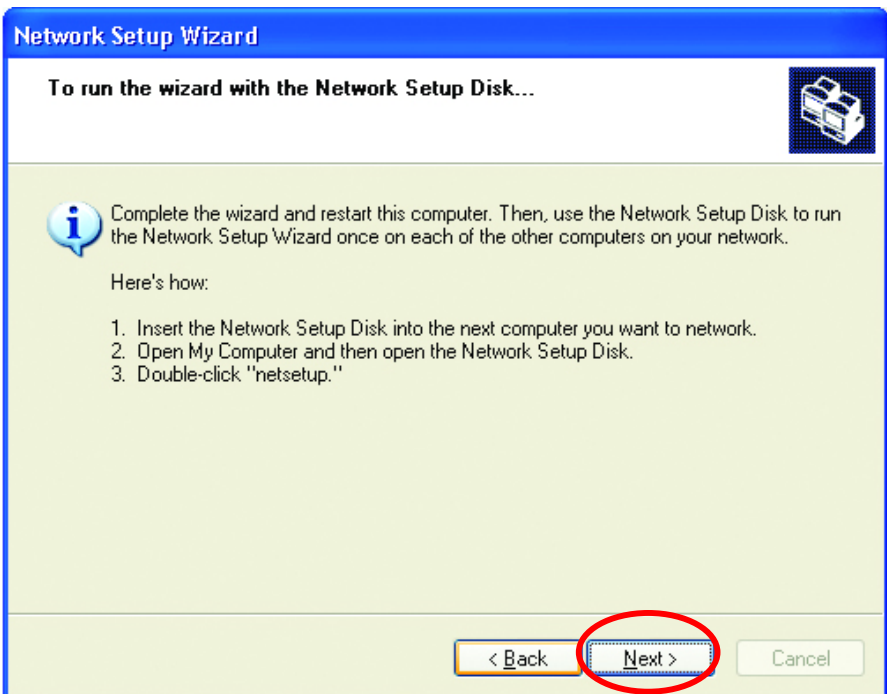 Network Setup Wizard
To run the wizard with the Network Setup Disk...
Complete the wizard and restart this computer. Then, use the Network Setup Disk to run
the Network Setup Wizard once on each of the other computers on your network.
Here's how:
1. Insert the Network Setup Disk into the next computer you want to network.
2. Open My Computer and then open the Network Setup Disk.
3. Double-click "netsetup."
< Back
Next >
Cancel